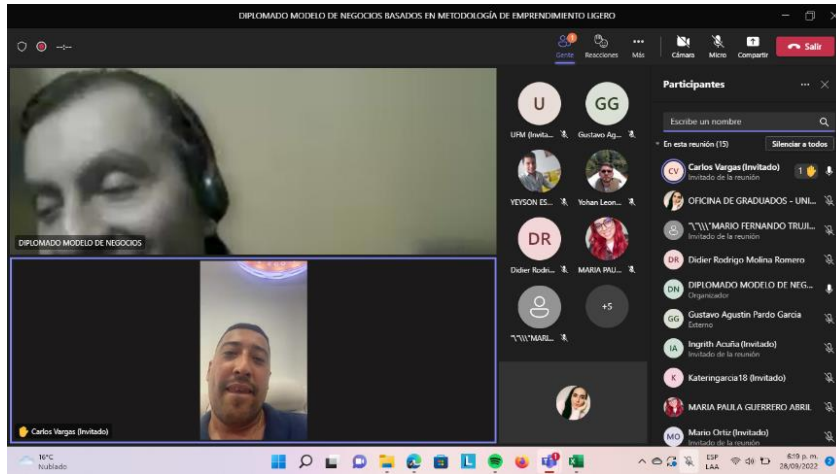 DIPLOMADO MODELO DE NEGOCIOS BASADOS EN METODOLOGÍA DE EMPRENDIMIENTO LIGERO
--:--
1
Gente
Reacciones
Más
Cámara
Micro
Compartir
Salir
DIPLOMADO MODELO DE NEGOCIOS
Carlos Vargas (Invitado)
U
GG
UFM (Invita...
Gustavo Ag...
YEYSON ES...
Yohan Leon...
DR
Didier Rodri...
MARIA PAU...
+5
Participantes
Escribe un nombre
En esta reunión (15)
Silenciar a todos
CV
Carlos Vargas (Invitado)
Invitado de la reunión
1
OFICINA DE GRADUADOS - UNI...
MARIO FERNANDO TRUJI...
Invitado de la reunión
DR
Didier Rodrigo Molina Romero
DN
DIPLOMADO MODELO DE NEG...
Organizador
GG
Gustavo Agustin Pardo Garcia
Externo
IA
Ingrith Acuña (Invitado)
Invitado de la reunión
K
Kateringarcia18 (Invitado)
Invitado de la reunión
MARIA PAULA GUERRERO ABRIL
MO
Mario Ortiz (Invitado)
Invitado de la reunión
16°C
Nublado
ESP
LAA
6:19 p. m.
28/09/2022